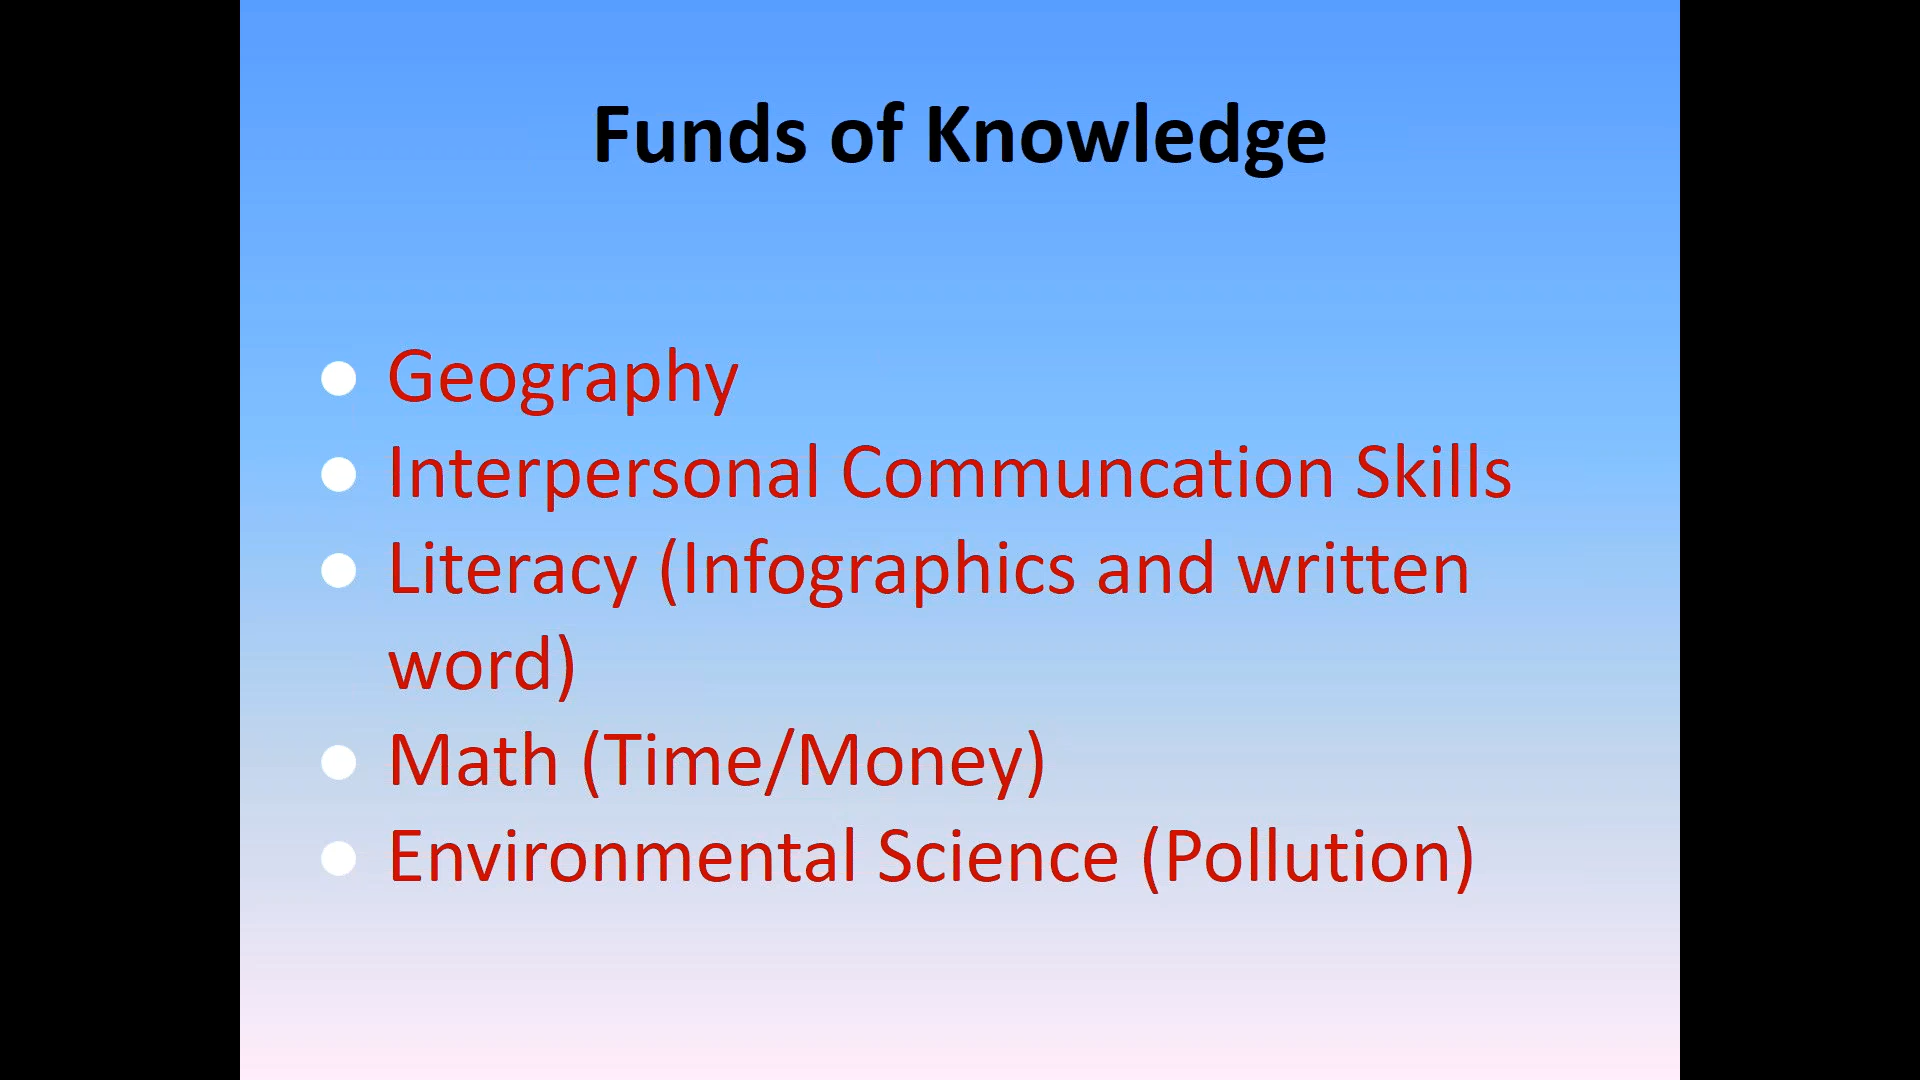 Funds of Knowledge
Geography
Interpersonal Communcation Skills
Literacy (Infographics and written
word)
Math (Time/Money)
Environmental Science (Pollution)